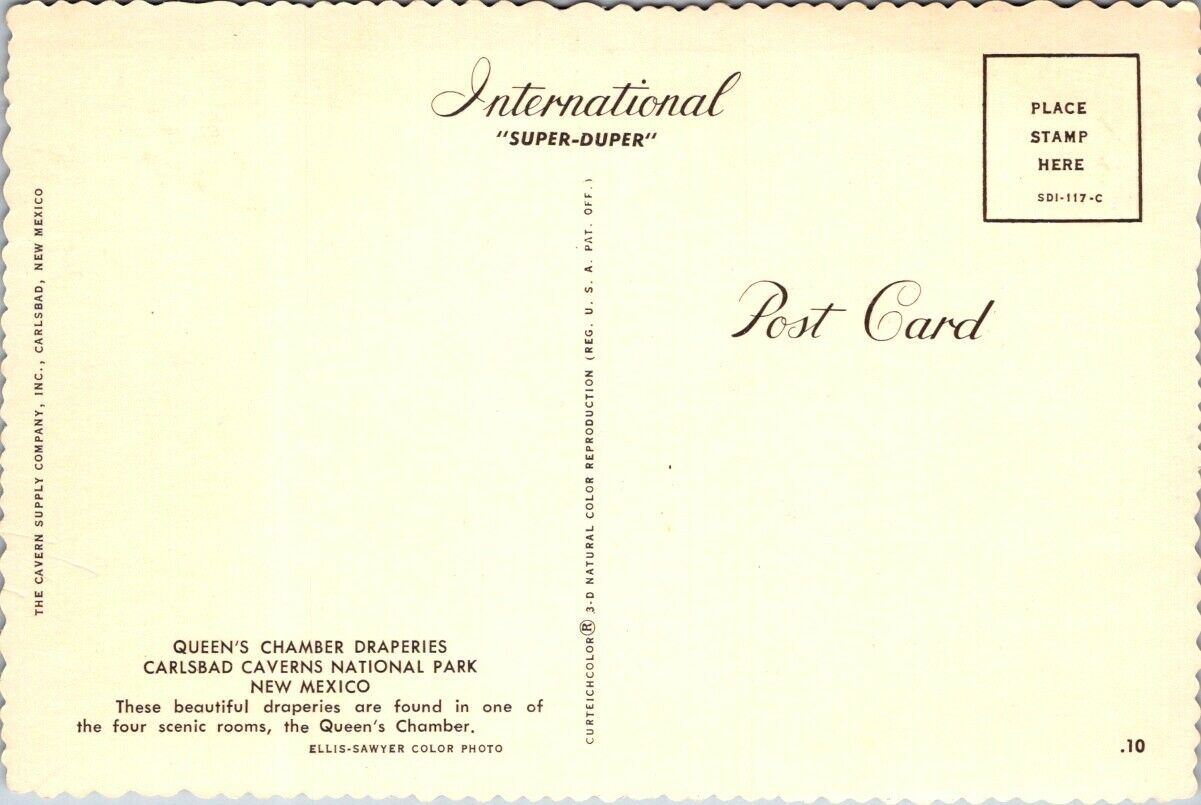 International
"SUPER-DUPER"
PLACE
STAMP
HERE
SDI-117-C
Post Card
THE CAVERN SUPPLY COMPANY, INC., CARLSBAD, NEW MEXICO
CURTEICHCOLOR® 3-D NATURAL COLOR REPRODUCTION (REG. U. S. A. PAT. OFF.)
QUEEN'S CHAMBER DRAPERIES
CARLSBAD CAVERNS NATIONAL PARK
NEW MEXICO
These beautiful draperies are found in one of
the four scenic rooms, the Queen's Chamber.
ELLIS-SAWYER COLOR PHOTO
.10